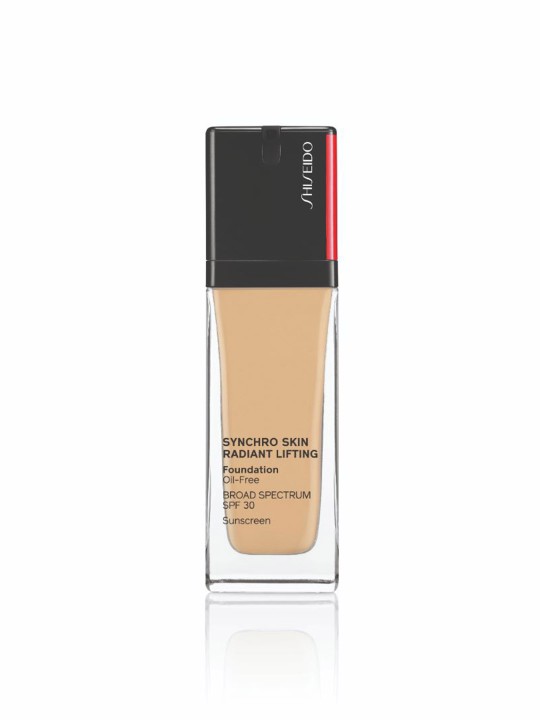 SHISEIDO
SYNCHRO SKIN
RADIANT LIFTING
Foundation
Oil-Free
BROAD SPECTRUM
SPF 30
Sunscreen